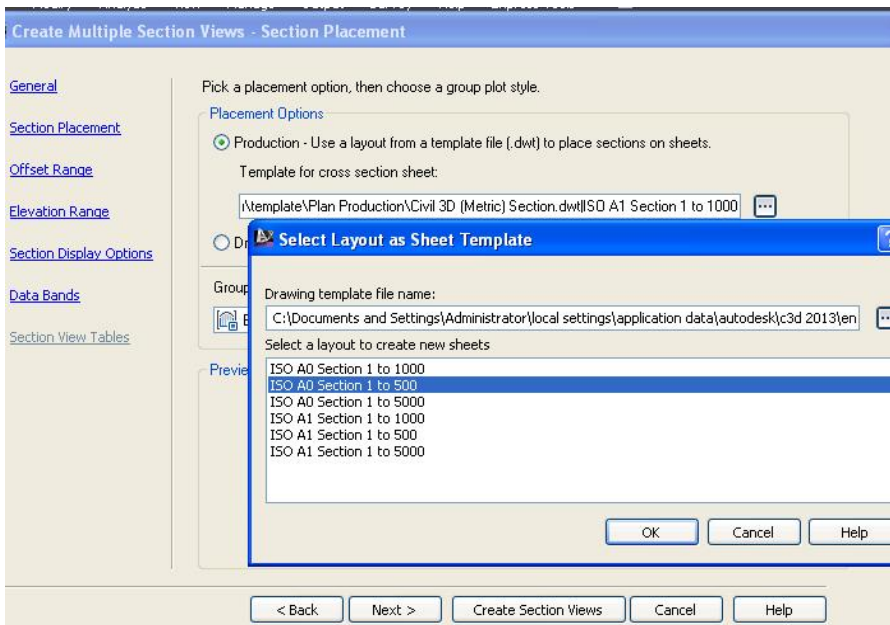 Create Multiple Section Views - Section Placement
General
Section Placement
Offset Range
Elevation Range
Section Display Options
Data Bands
Section View Tables
Pick a placement option, then choose a group plot style.
Placement Options
Production - Use a layout from a template file (.dwt) to place sections on sheets.
Template for cross section sheet:
\template\Plan Production\Civil 3D (Metric) Section.dwt|ISO A1 Section 1 to 1000
...
Select Layout as Sheet Template
?
Drawing template file name:
C:\Documents and Settings\Administrator\local settings\application data\autodesk\c3d 2013\en
Select a layout to create new sheets
ISO A0 Section 1 to 1000
ISO A0 Section 1 to 500
ISO A0 Section 1 to 5000
ISO A1 Section 1 to 1000
ISO A1 Section 1 to 500
ISO A1 Section 1 to 5000
OK Cancel Help
Group
Previe
< Back Next > Create Section Views Cancel Help